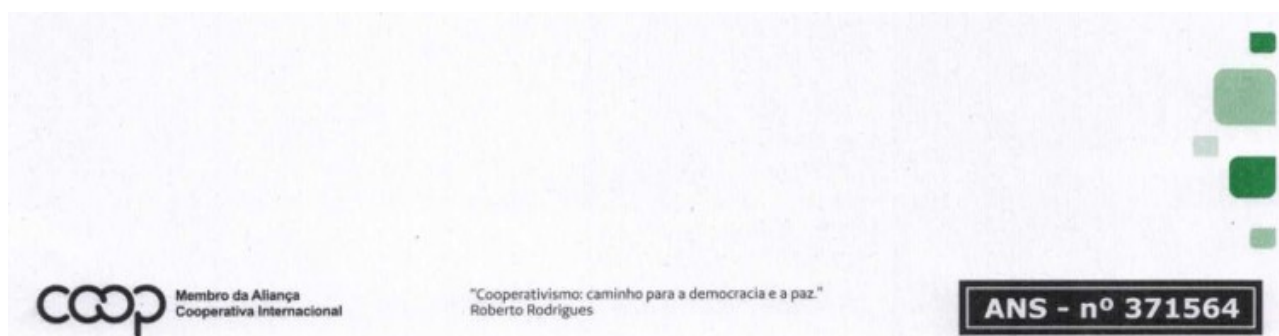 coop
Membro da Aliança
Cooperativa Internacional
"Cooperativismo: caminho para a democracia e a paz."
Roberto Rodrigues
ANS - nº 371564